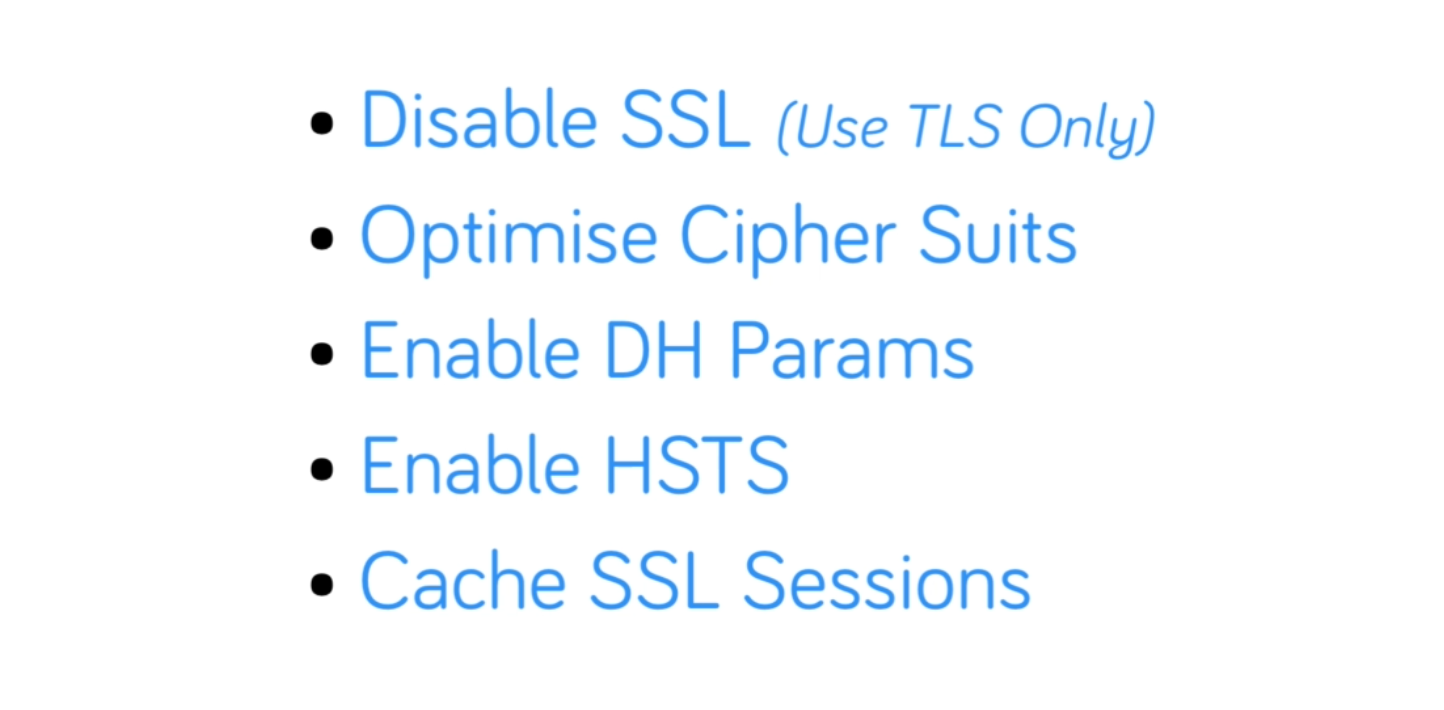 • Disable SSL (Use TLS Only)
• Optimise Cipher Suits
• Enable DH Params
• Enable HSTS
• Cache SSL Sessions